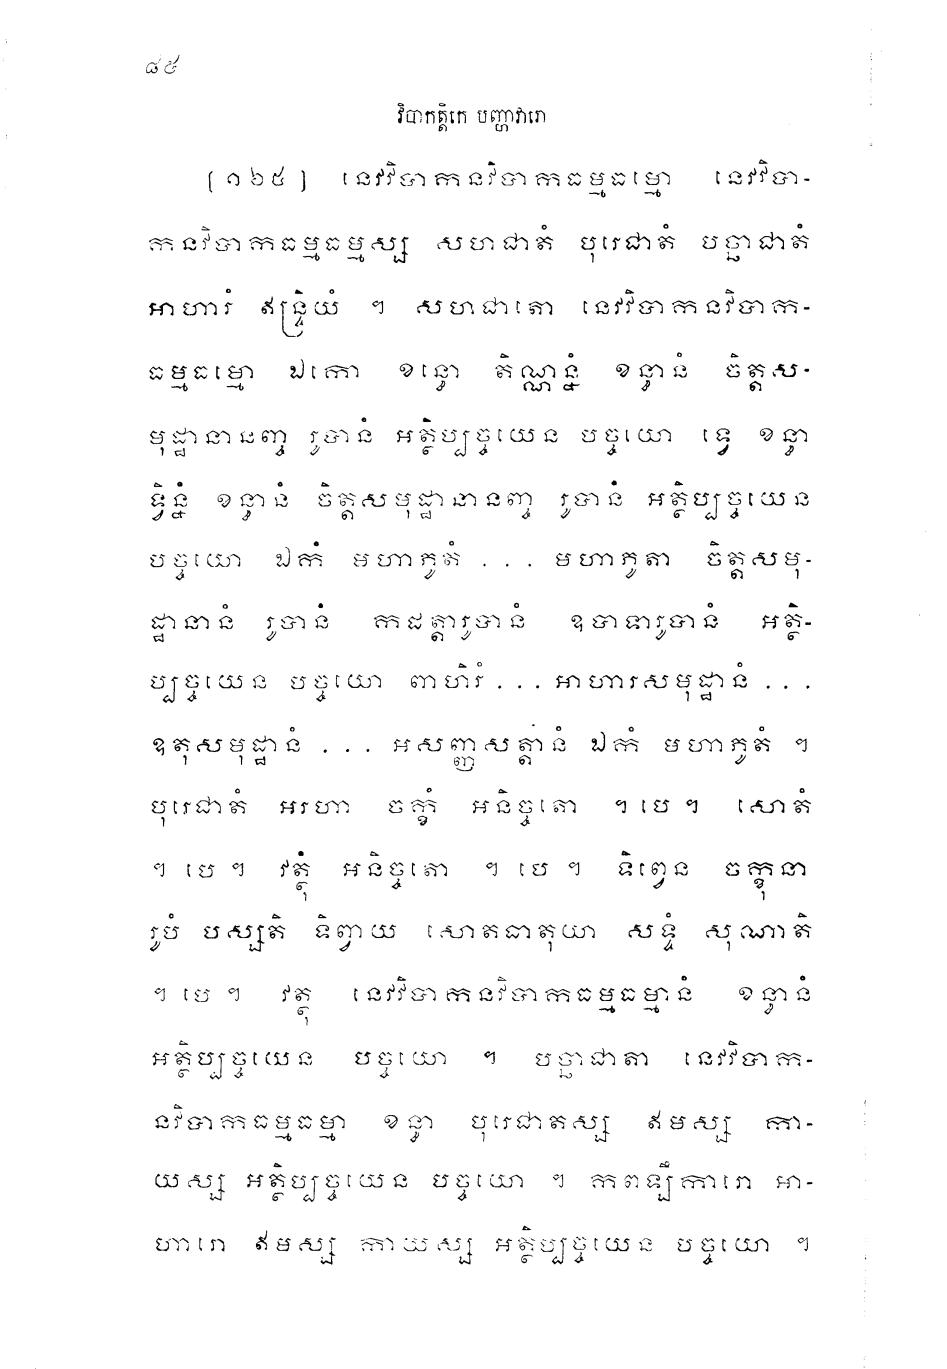 ៨៥
វិបាកត្តិកេ បញ្ហាវារោ
[១៦៥] នេវវិបាកនវិបាកធម្មធម្មោ នេវវិបា-
កនវិបាកធម្មធម្មស្ស សហជាតំ បុរេជាតំ បច្ឆាជាតំ
អាហារំ ឥន្ទ្រិយំ ។ សហជាតោ នេវវិបាកនវិបាក-
ធម្មធម្មោ ឯកោ ខន្ធោ តិណ្ណន្នំ ខន្ធានំ ចិត្តស-
មុដ្ឋានានញ្ច រូបានំ អត្ថិប្បច្ចយេន បច្ចយោ ទ្វេ ខន្ធា
ទ្វិន្នំ ខន្ធានំ ចិត្តសមុដ្ឋានានញ្ច រូបានំ អត្ថិប្បច្ចយេន
បច្ចយោ ឯកំ មហាភូតំ ... មហាភូតា ចិត្តសមុ-
ដ្ឋានានំ រូបានំ កដត្តារូបានំ ឧបាទារូបានំ អត្ថិ-
ប្បច្ចយេន បច្ចយោ ពាហិរំ ... អាហារសមុដ្ឋានំ ...
ឧតុសមុដ្ឋានំ ... អសញ្ញសត្តានំ ឯកំ មហាភូតំ ។
បុរេជាតំ អរហា ចក្ខុំ អនិច្ចតោ ។ បេ ។ សោតំ
។ បេ ។ វត្ថុំ អនិច្ចតោ ។ បេ ។ ទិព្វេន ចក្ខុនា
រូបំ បស្សតិ ទិព្វាយ សោតធាតុយា សទ្ទំ សុណាតិ
។ បេ ។ វត្ថុ នេវវិបាកនវិបាកធម្មធម្មានំ ខន្ធានំ
អត្ថិប្បច្ចយេន បច្ចយោ ។ បច្ឆាជាតា នេវវិបាក-
នវិបាកធម្មធម្មា ខន្ធា បុរេជាតស្ស ឥមស្ស កា-
យស្ស អត្ថិប្បច្ចយេន បច្ចយោ ។ កពឡឹការោ អា-
ហារោ ឥមស្ស កាយស្ស អត្ថិប្បច្ចយេន បច្ចយោ ។